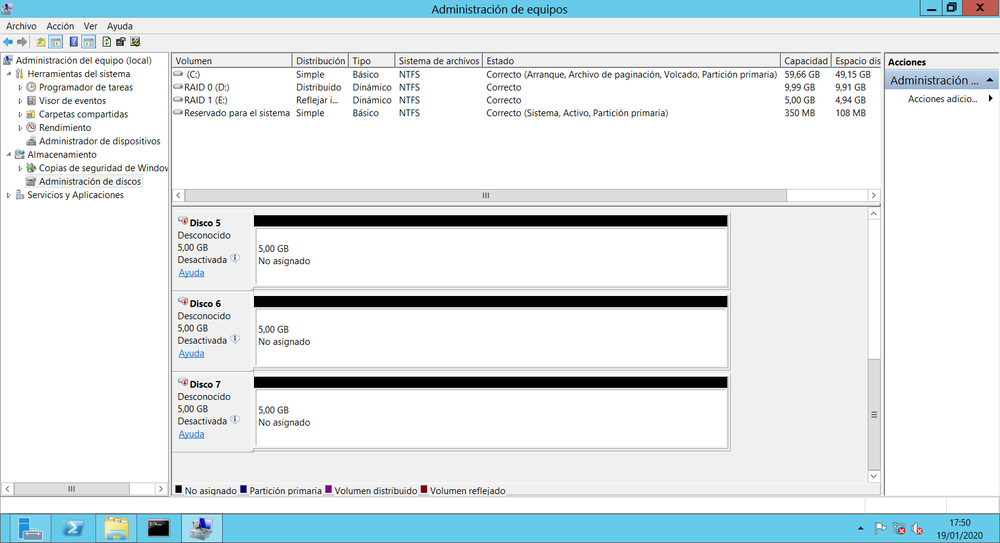 Administración de equipos
Archivo Acción Ver Ayuda
Administración del equipo (local)
Herramientas del sistema
Programador de tareas
Visor de eventos
Carpetas compartidas
Rendimiento
Administrador de dispositivos
Almacenamiento
Copias de seguridad de Window
Administración de discos
Servicios y Aplicaciones
Volumen Distribución Tipo Sistema de archivos Estado Capacidad Espacio dis
(C:) Simple Básico NTFS Correcto (Arranque, Archivo de paginación, Volcado, Partición primaria) 59,66 GB 49,15 GB
RAID 0 (D:) Distribuido Dinámico NTFS Correcto 9,99 GB 9,91 GB
RAID 1 (E:) Reflejar i... Dinámico NTFS Correcto 5,00 GB 4,94 GB
Reservado para el sistema Simple Básico NTFS Correcto (Sistema, Activo, Partición primaria) 350 MB 108 MB
Disco 5
Desconocido
5,00 GB
Desactivada
Ayuda
5,00 GB
No asignado
Disco 6
Desconocido
5,00 GB
Desactivada
Ayuda
5,00 GB
No asignado
Disco 7
Desconocido
5,00 GB
Desactivada
Ayuda
5,00 GB
No asignado
No asignado Partición primaria Volumen distribuido Volumen reflejado
Acciones
Administración ...
Acciones adicio...
17:50
19/01/2020